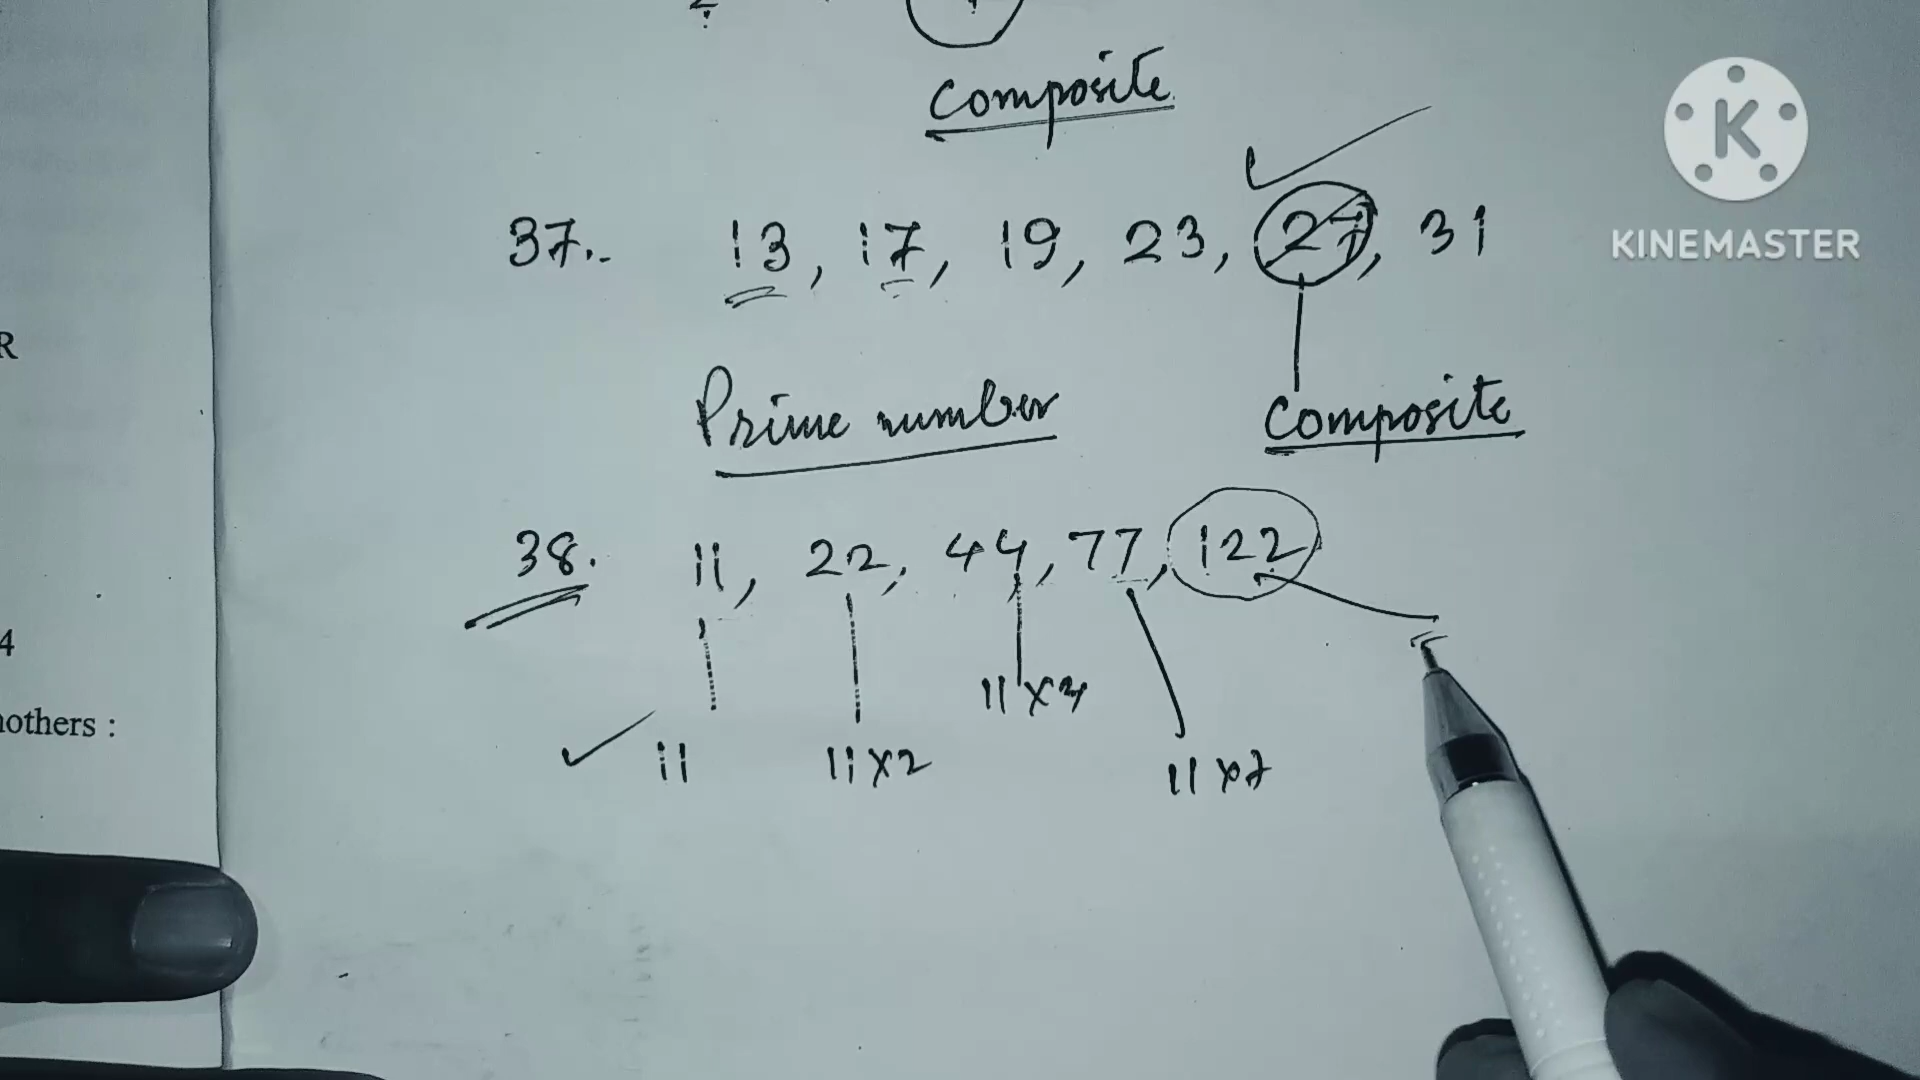 composite
K
KINEMASTER
37. 13, 17, 19, 23, 27, 31
R
Prime number composite
38. 11, 22, 44, 77, 122
4
11x4
others :
11 11x2 11x7